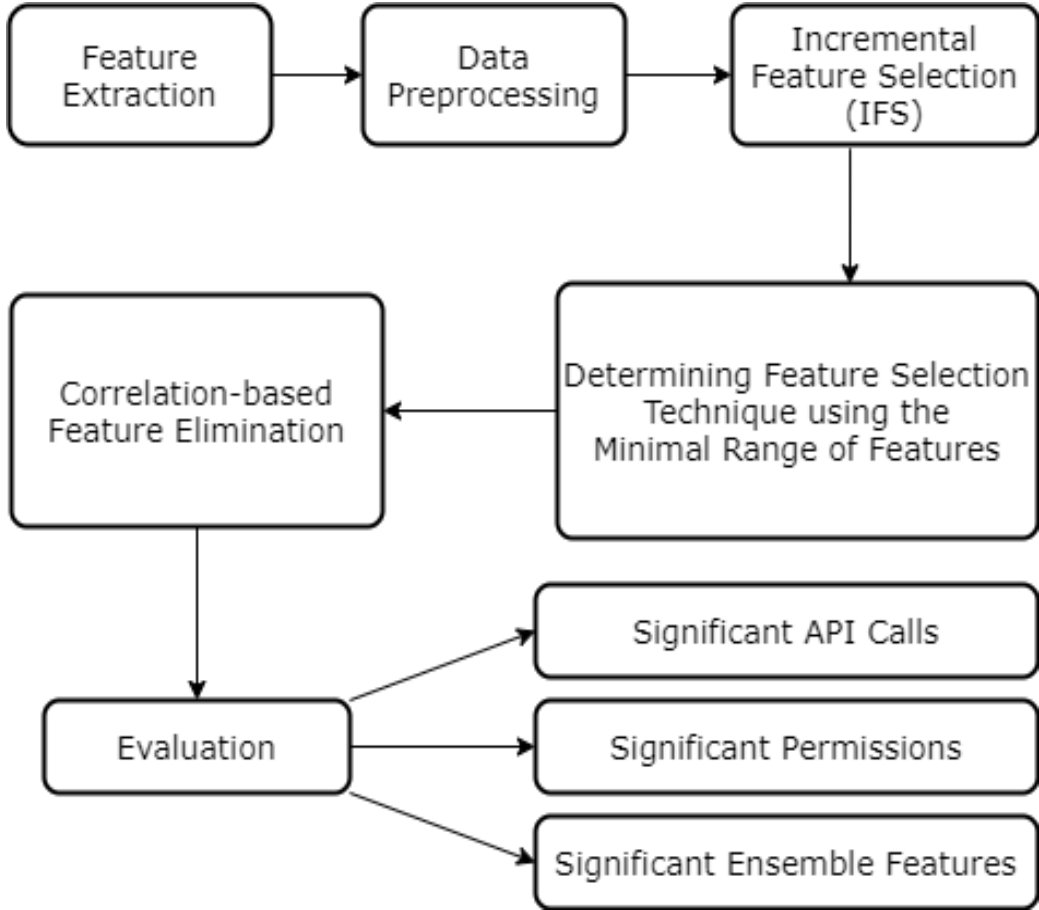 Feature
Extraction
Data
Preprocessing
Incremental
Feature Selection
(IFS)
Determining Feature Selection
Technique using the
Minimal Range of Features
Correlation-based
Feature Elimination
Evaluation
Significant API Calls
Significant Permissions
Significant Ensemble Features